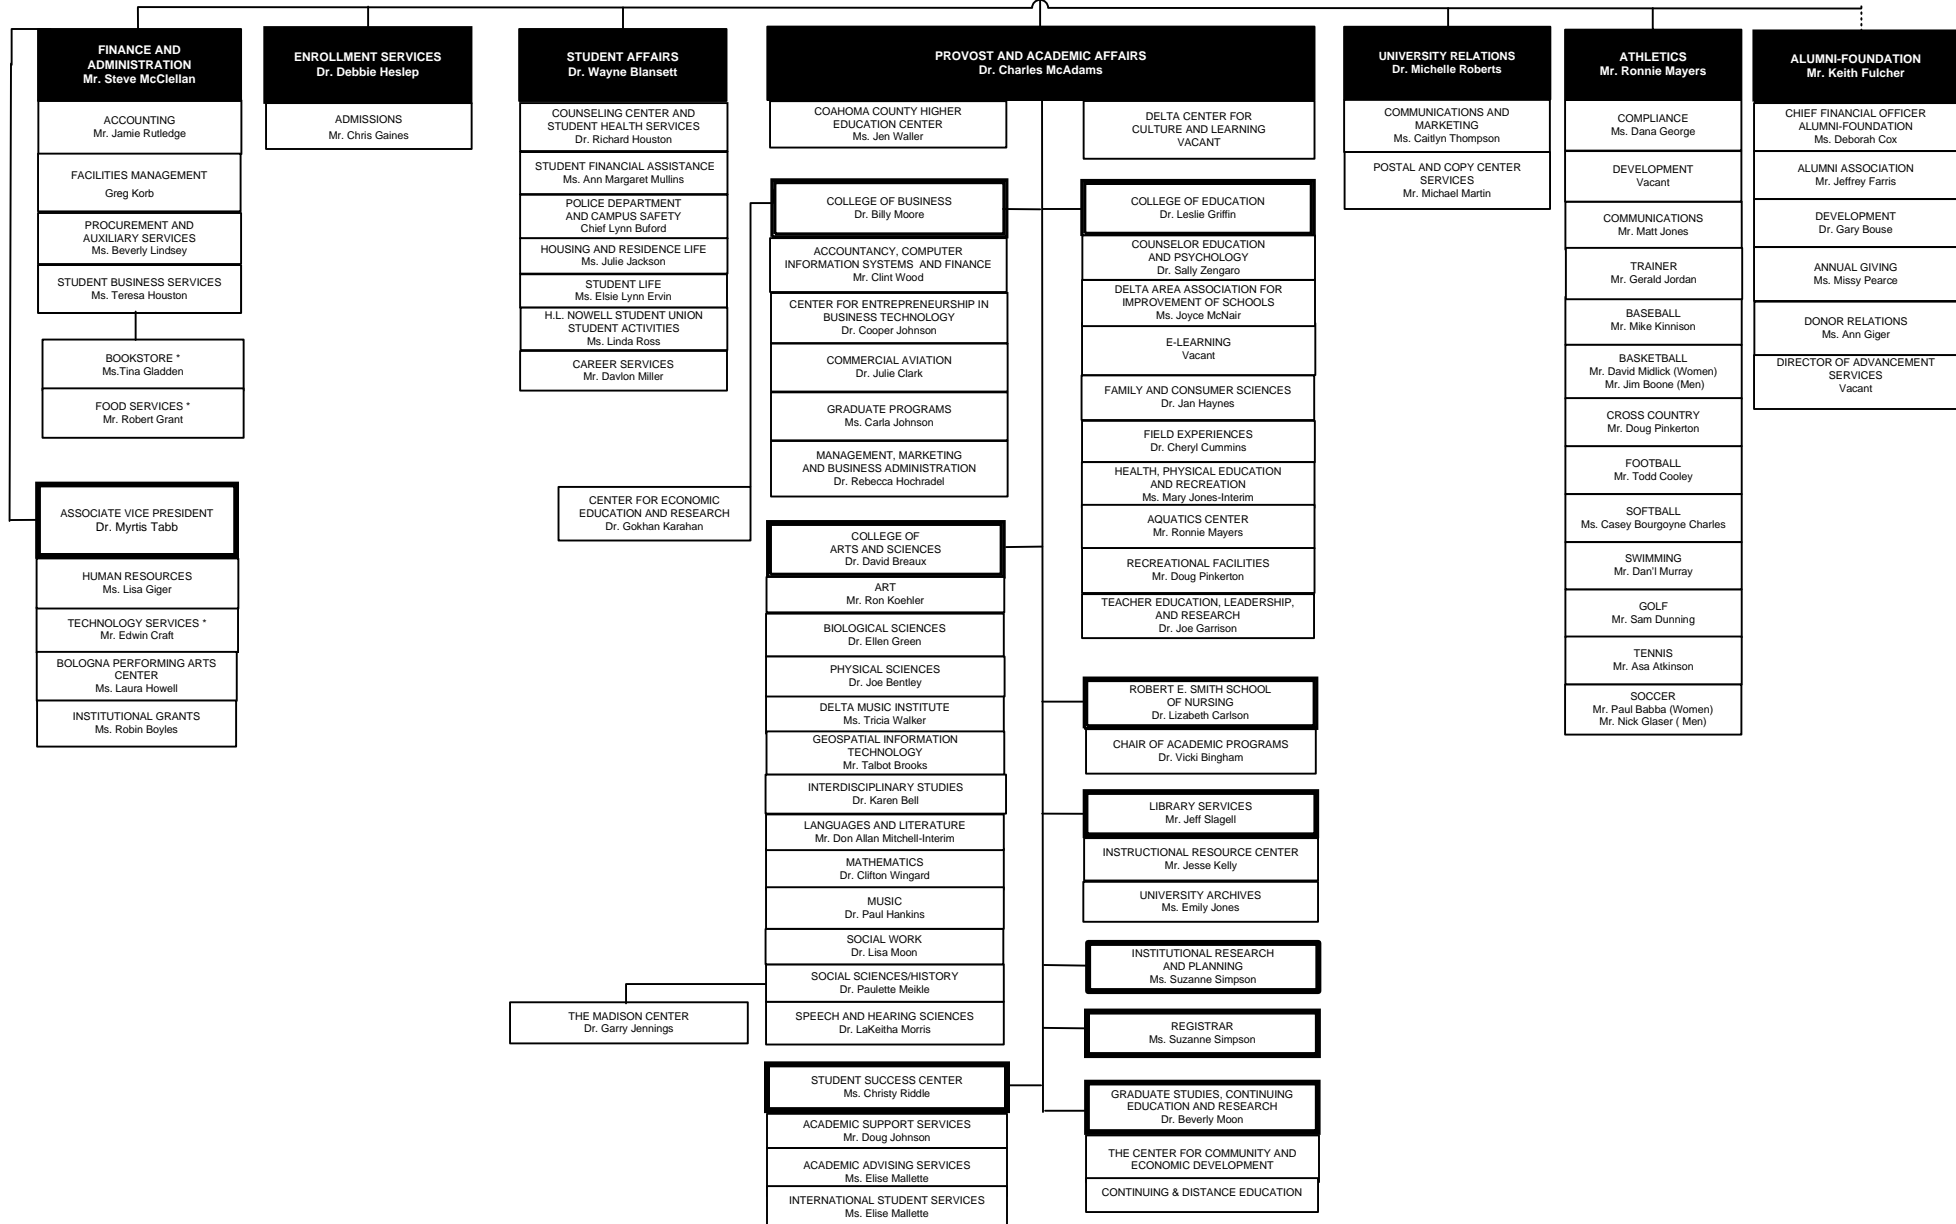 FINANCE AND
ADMINISTRATION
Mr. Steve McClellan
ACCOUNTING
Mr. Jamie Rutledge
FACILITIES MANAGEMENT
Greg Korb
PROCUREMENT AND
AUXILIARY SERVICES
Ms. Beverly Lindsey
STUDENT BUSINESS SERVICES
Ms. Teresa Houston
BOOKSTORE *
Ms.Tina Gladden
FOOD SERVICES *
Mr. Robert Grant
ASSOCIATE VICE PRESIDENT
Dr. Myrtis Tabb
HUMAN RESOURCES
Ms. Lisa Giger
TECHNOLOGY SERVICES *
Mr. Edwin Craft
BOLOGNA PERFORMING ARTS
CENTER
Ms. Laura Howell
INSTITUTIONAL GRANTS
Ms. Robin Boyles
ENROLLMENT SERVICES
Dr. Debbie Heslep
ADMISSIONS
Mr. Chris Gaines
STUDENT AFFAIRS
Dr. Wayne Blansett
COUNSELING CENTER AND
STUDENT HEALTH SERVICES
Dr. Richard Houston
STUDENT FINANCIAL ASSISTANCE
Ms. Ann Margaret Mullins
POLICE DEPARTMENT
AND CAMPUS SAFETY
Chief Lynn Buford
HOUSING AND RESIDENCE LIFE
Ms. Julie Jackson
STUDENT LIFE
Ms. Elsie Lynn Ervin
H.L. NOWELL STUDENT UNION
STUDENT ACTIVITIES
Ms. Linda Ross
CAREER SERVICES
Mr. Davlon Miller
PROVOST AND ACADEMIC AFFAIRS
Dr. Charles McAdams
COAHOMA COUNTY HIGHER
EDUCATION CENTER
Ms. Jen Waller
DELTA CENTER FOR
CULTURE AND LEARNING
VACANT
COLLEGE OF BUSINESS
Dr. Billy Moore
ACCOUNTANCY, COMPUTER
INFORMATION SYSTEMS AND FINANCE
Mr. Clint Wood
CENTER FOR ENTREPRENEURSHIP IN
BUSINESS TECHNOLOGY
Dr. Cooper Johnson
COMMERCIAL AVIATION
Dr. Julie Clark
GRADUATE PROGRAMS
Ms. Carla Johnson
MANAGEMENT, MARKETING
AND BUSINESS ADMINISTRATION
Dr. Rebecca Hochradel
CENTER FOR ECONOMIC
EDUCATION AND RESEARCH
Dr. Gokhan Karahan
COLLEGE OF
ARTS AND SCIENCES
Dr. David Breaux
ART
Mr. Ron Koehler
BIOLOGICAL SCIENCES
Dr. Ellen Green
PHYSICAL SCIENCES
Dr. Joe Bentley
DELTA MUSIC INSTITUTE
Ms. Tricia Walker
GEOSPATIAL INFORMATION
TECHNOLOGY
Mr. Talbot Brooks
INTERDISCIPLINARY STUDIES
Dr. Karen Bell
LANGUAGES AND LITERATURE
Mr. Don Allan Mitchell-Interim
MATHEMATICS
Dr. Clifton Wingard
MUSIC
Dr. Paul Hankins
SOCIAL WORK
Dr. Lisa Moon
SOCIAL SCIENCES/HISTORY
Dr. Paulette Meikle
SPEECH AND HEARING SCIENCES
Dr. LaKeitha Morris
THE MADISON CENTER
Dr. Garry Jennings
STUDENT SUCCESS CENTER
Ms. Christy Riddle
ACADEMIC SUPPORT SERVICES
Mr. Doug Johnson
ACADEMIC ADVISING SERVICES
Ms. Elise Mallette
INTERNATIONAL STUDENT SERVICES
Ms. Elise Mallette
COLLEGE OF EDUCATION
Dr. Leslie Griffin
COUNSELOR EDUCATION
AND PSYCHOLOGY
Dr. Sally Zengaro
DELTA AREA ASSOCIATION FOR
IMPROVEMENT OF SCHOOLS
Ms. Joyce McNair
E-LEARNING
Vacant
FAMILY AND CONSUMER SCIENCES
Dr. Jan Haynes
FIELD EXPERIENCES
Dr. Cheryl Cummins
HEALTH, PHYSICAL EDUCATION
AND RECREATION
Ms. Mary Jones-Interim
AQUATICS CENTER
Mr. Ronnie Mayers
RECREATIONAL FACILITIES
Mr. Doug Pinkerton
TEACHER EDUCATION, LEADERSHIP,
AND RESEARCH
Dr. Joe Garrison
ROBERT E. SMITH SCHOOL
OF NURSING
Dr. Lizabeth Carlson
CHAIR OF ACADEMIC PROGRAMS
Dr. Vicki Bingham
LIBRARY SERVICES
Mr. Jeff Slagell
INSTRUCTIONAL RESOURCE CENTER
Mr. Jesse Kelly
UNIVERSITY ARCHIVES
Ms. Emily Jones
INSTITUTIONAL RESEARCH
AND PLANNING
Ms. Suzanne Simpson
REGISTRAR
Ms. Suzanne Simpson
GRADUATE STUDIES, CONTINUING
EDUCATION AND RESEARCH
Dr. Beverly Moon
THE CENTER FOR COMMUNITY AND
ECONOMIC DEVELOPMENT
CONTINUING & DISTANCE EDUCATION
UNIVERSITY RELATIONS
Dr. Michelle Roberts
COMMUNICATIONS AND
MARKETING
Ms. Caitlyn Thompson
POSTAL AND COPY CENTER
SERVICES
Mr. Michael Martin
ATHLETICS
Mr. Ronnie Mayers
COMPLIANCE
Ms. Dana George
DEVELOPMENT
Vacant
COMMUNICATIONS
Mr. Matt Jones
TRAINER
Mr. Gerald Jordan
BASEBALL
Mr. Mike Kinnison
BASKETBALL
Mr. David Midlick (Women)
Mr. Jim Boone (Men)
CROSS COUNTRY
Mr. Doug Pinkerton
FOOTBALL
Mr. Todd Cooley
SOFTBALL
Ms. Casey Bourgoyne Charles
SWIMMING
Mr. Dan'l Murray
GOLF
Mr. Sam Dunning
TENNIS
Mr. Asa Atkinson
SOCCER
Mr. Paul Babba (Women)
Mr. Nick Glaser ( Men)
ALUMNI-FOUNDATION
Mr. Keith Fulcher
CHIEF FINANCIAL OFFICER
ALUMNI-FOUNDATION
Ms. Deborah Cox
ALUMNI ASSOCIATION
Mr. Jeffrey Farris
DEVELOPMENT
Dr. Gary Bouse
ANNUAL GIVING
Ms. Missy Pearce
DONOR RELATIONS
Ms. Ann Giger
DIRECTOR OF ADVANCEMENT
SERVICES
Vacant